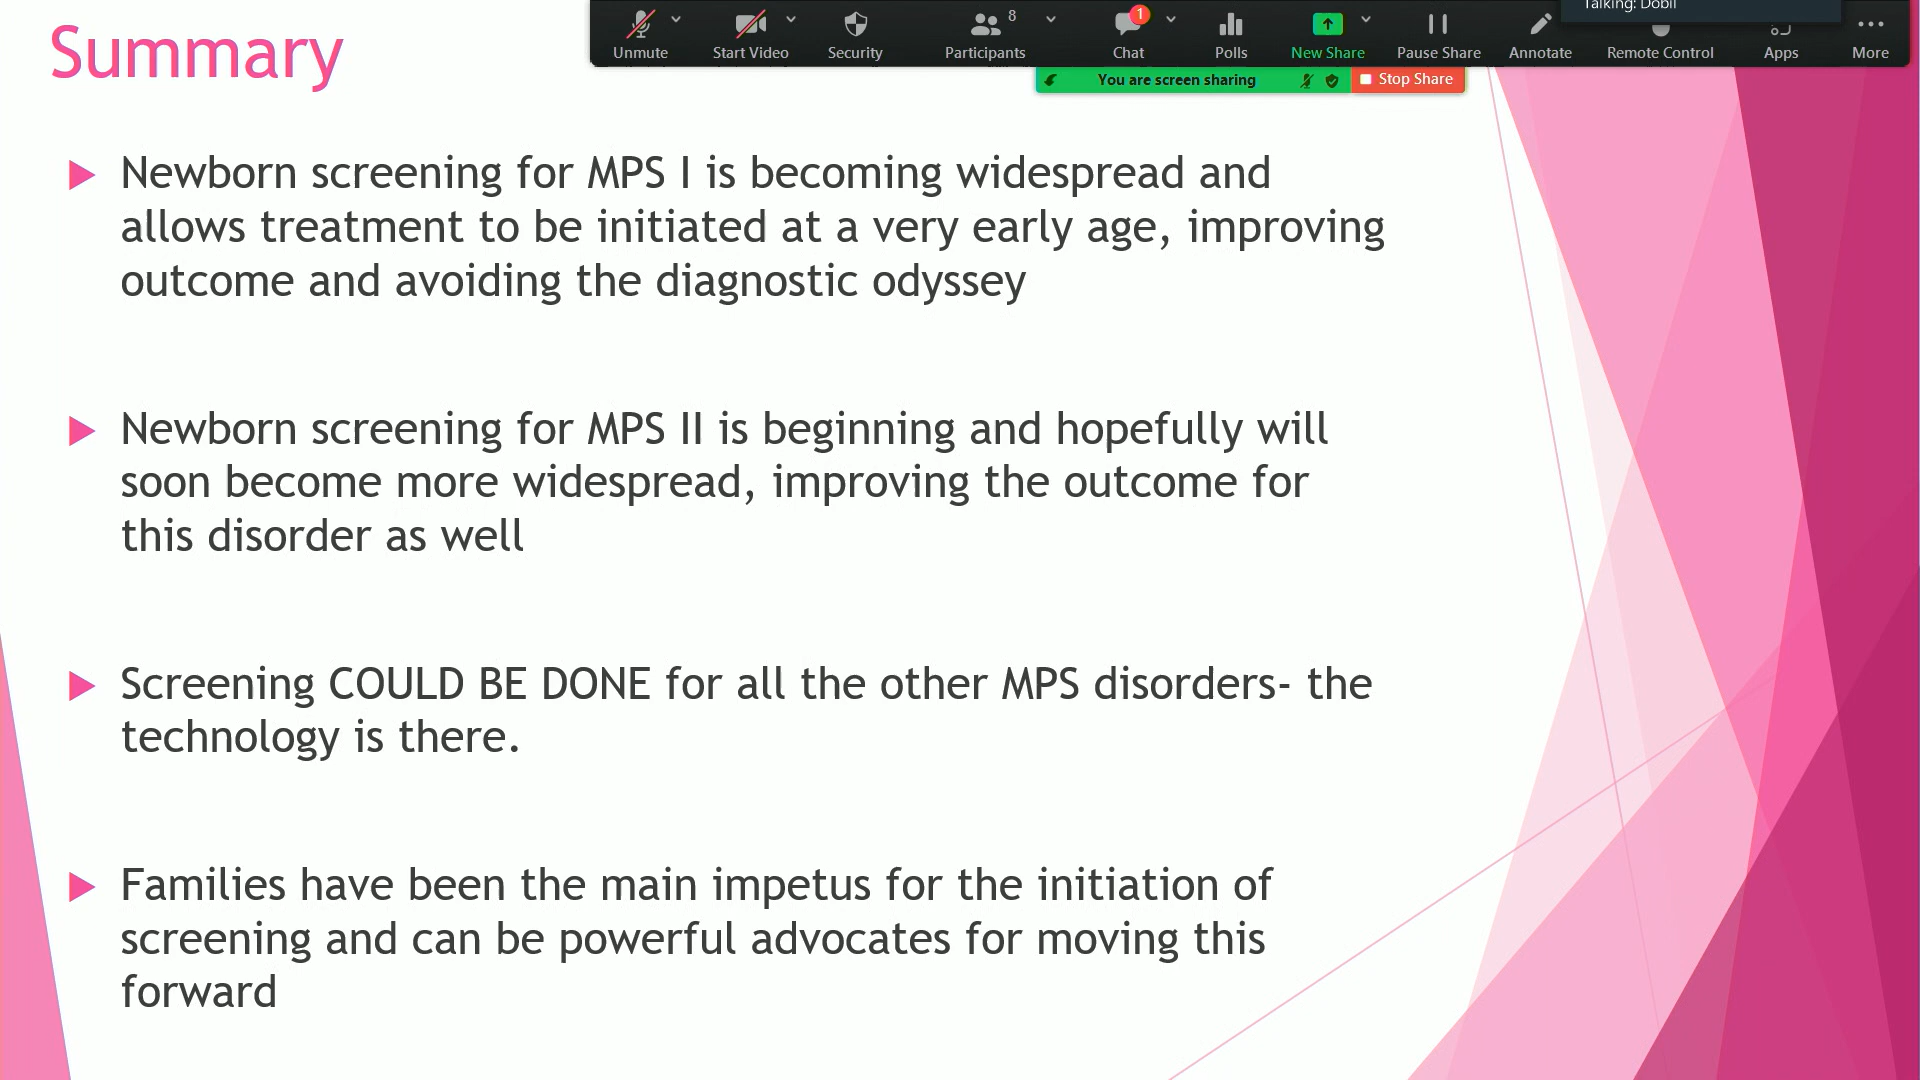 Summary
Talking: Dobil
8
1
Unmute
Start Video
Security
Participants
Chat
Polls
New Share
Pause Share
Annotate
Remote Control
Apps
More
You are screen sharing
Stop Share
Newborn screening for MPS I is becoming widespread and
allows treatment to be initiated at a very early age, improving
outcome and avoiding the diagnostic odyssey
Newborn screening for MPS II is beginning and hopefully will
soon become more widespread, improving the outcome for
this disorder as well
Screening COULD BE DONE for all the other MPS disorders- the
technology is there.
Families have been the main impetus for the initiation of
screening and can be powerful advocates for moving this
forward